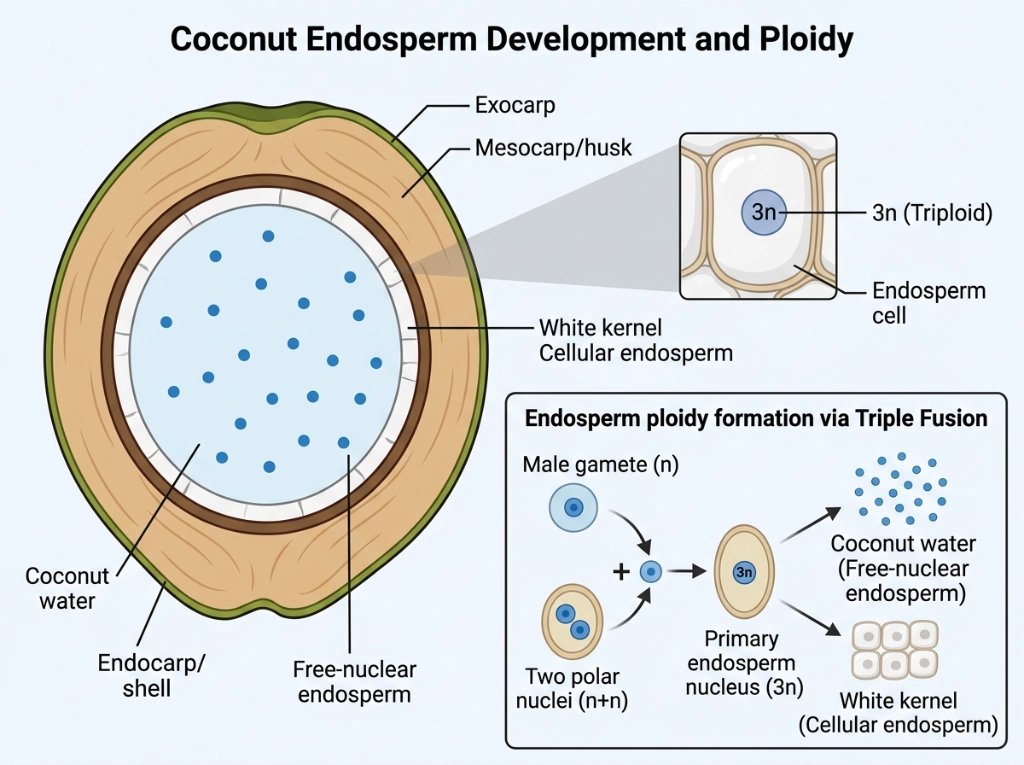 Coconut Endosperm Development and Ploidy
Exocarp
Mesocarp/husk
3n
3n (Triploid)
Endosperm
cell
White kernel
Cellular endosperm
Coconut
water
Endocarp/
shell
Free-nuclear
endosperm
Endosperm ploidy formation via Triple Fusion
Male gamete (n)
+
Two polar
nuclei (n+n)
3n
Primary
endosperm
nucleus (3n)
Coconut water
(Free-nuclear
endosperm)
White kernel
(Cellular endosperm)